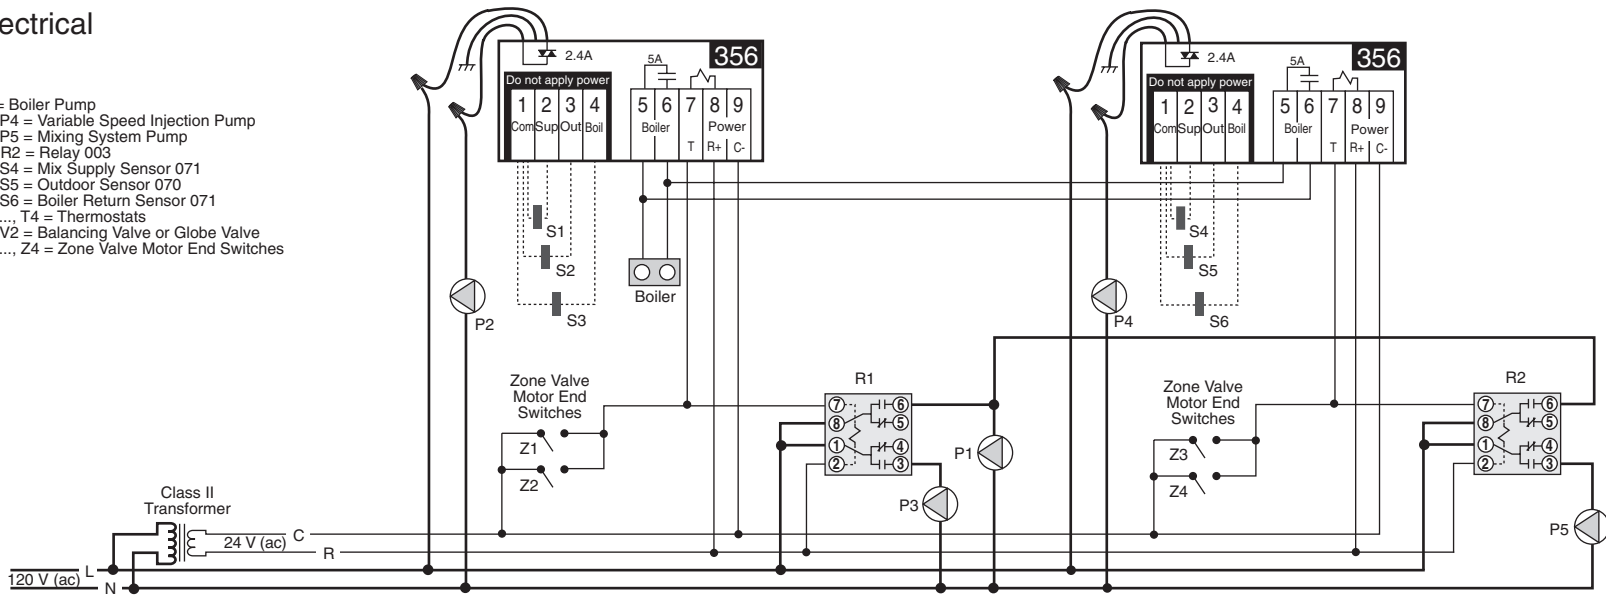 ectrical
= Boiler Pump
P4 = Variable Speed Injection Pump
P5 = Mixing System Pump
R2 = Relay 003
S4 = Mix Supply Sensor 071
S5 = Outdoor Sensor 070
S6 = Boiler Return Sensor 071
..., T4 = Thermostats
V2 = Balancing Valve or Globe Valve
..., Z4 = Zone Valve Motor End Switches
2.4A
356
5A
Do not apply power
1 2 3 4
Com Sup Out Boil
5 6 7 8 9
Boiler
Power
T R+ C-
S1
S2
S3
Boiler
P2
2.4A
356
5A
Do not apply power
1 2 3 4
Com Sup Out Boil
5 6 7 8 9
Boiler
Power
T R+ C-
S4
S5
S6
P4
Zone Valve
Motor End
Switches
Z1
Z2
R1
7 6
8 5
1 4
2 3
P1
P3
Zone Valve
Motor End
Switches
Z3
Z4
R2
7 6
8 5
1 4
2 3
P5
Class II
Transformer
24 V (ac)
C
R
120 V (ac)
L
N